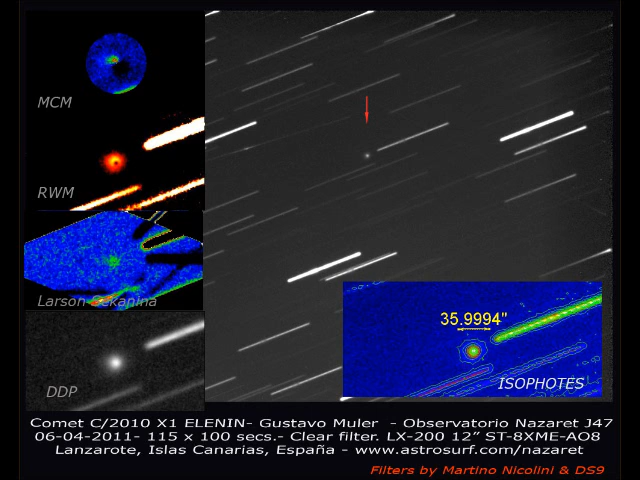 MCM
RWM
Larson Sekanina
DDP
35.9994"
ISOPHOTES
Comet C/2010 X1 ELENIN- Gustavo Muler - Observatorio Nazaret J47
06-04-2011- 115 x 100 secs.- Clear filter. LX-200 12" ST-8XME-AO8
Lanzarote, Islas Canarias, España - www.astrosurf.com/nazaret
Filters by Martino Nicolini & DS9